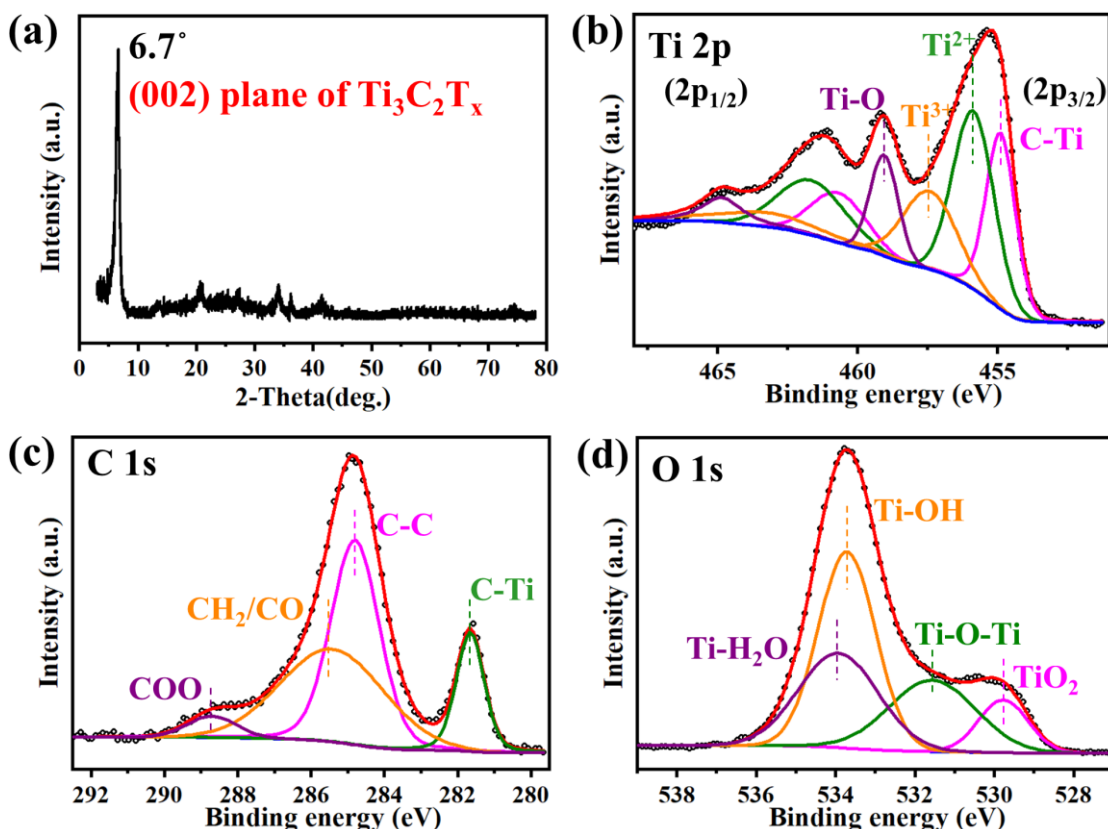 (a)
6.7°
(002) plane of Ti₃C₂Tₓ
Intensity (a.u.)
0 10 20 30 40 50 60 70 80
2-Theta(deg.)
(b)
Ti 2p
(2p₁/₂)
Ti-O
Ti³⁺
Ti²⁺
(2p₃/₂)
C-Ti
Intensity (a.u.)
465 460 455
Binding energy (eV)
(c)
C 1s
C-C
CH₂/CO
C-Ti
COO
Intensity (a.u.)
292 290 288 286 284 282 280
Binding energy (eV)
(d)
O 1s
Ti-OH
Ti-H₂O
Ti-O-Ti
TiO₂
Intensity (a.u.)
538 536 534 532 530 528
Binding energy (eV)